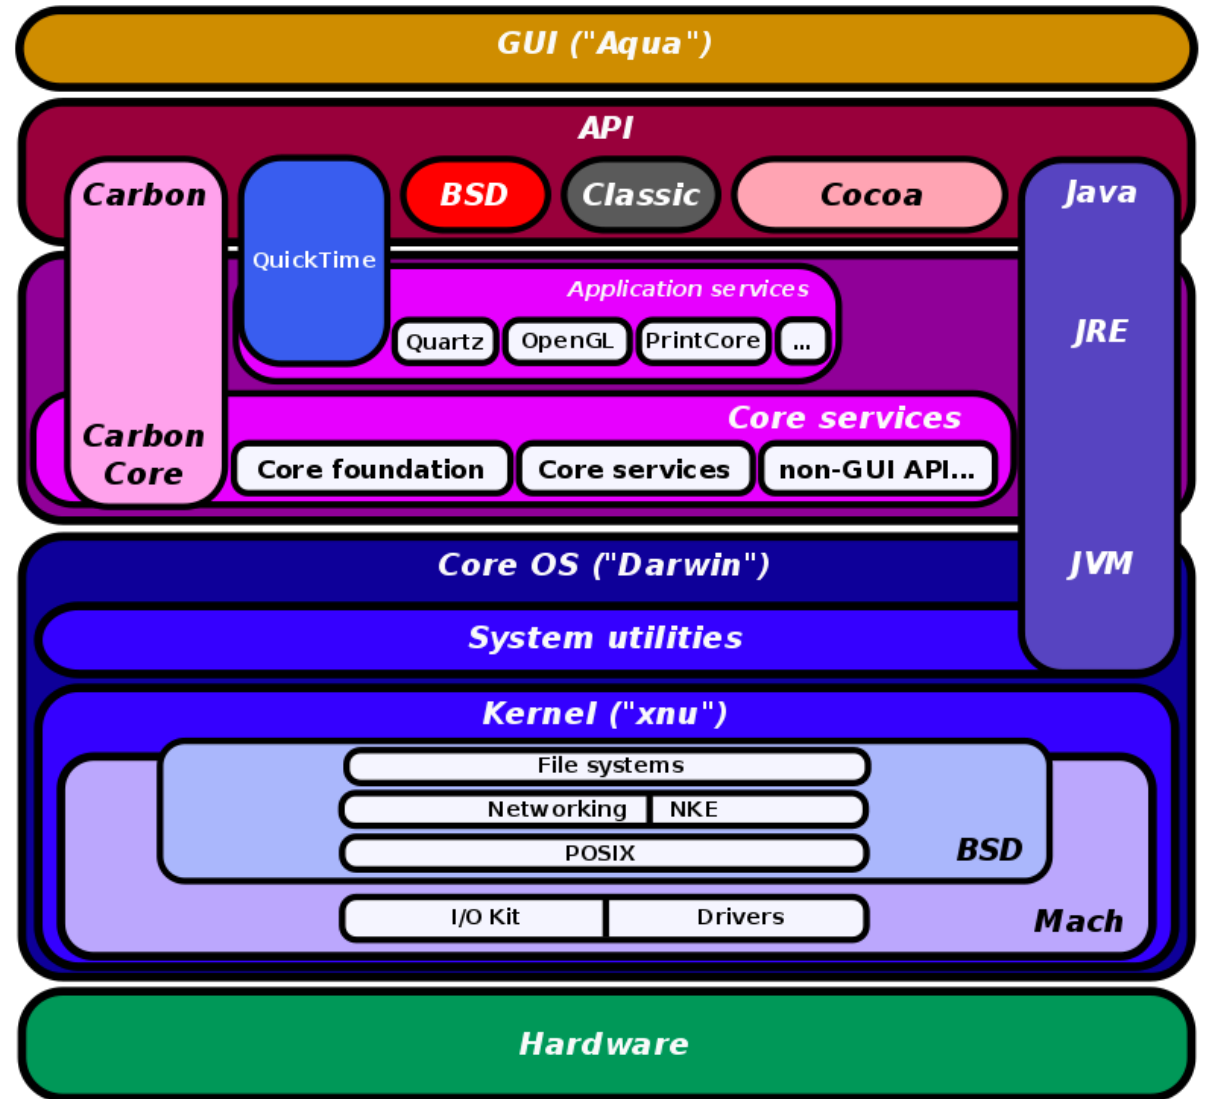 GUI ("Aqua")
API
Carbon
BSD
Classic
Cocoa
Java
QuickTime
Application services
Quartz
OpenGL
PrintCore
...
JRE
Core services
Carbon
Core
Core foundation
Core services
non-GUI API...
Core OS ("Darwin")
JVM
System utilities
Kernel ("xnu")
File systems
Networking
NKE
POSIX
BSD
I/O Kit
Drivers
Mach
Hardware